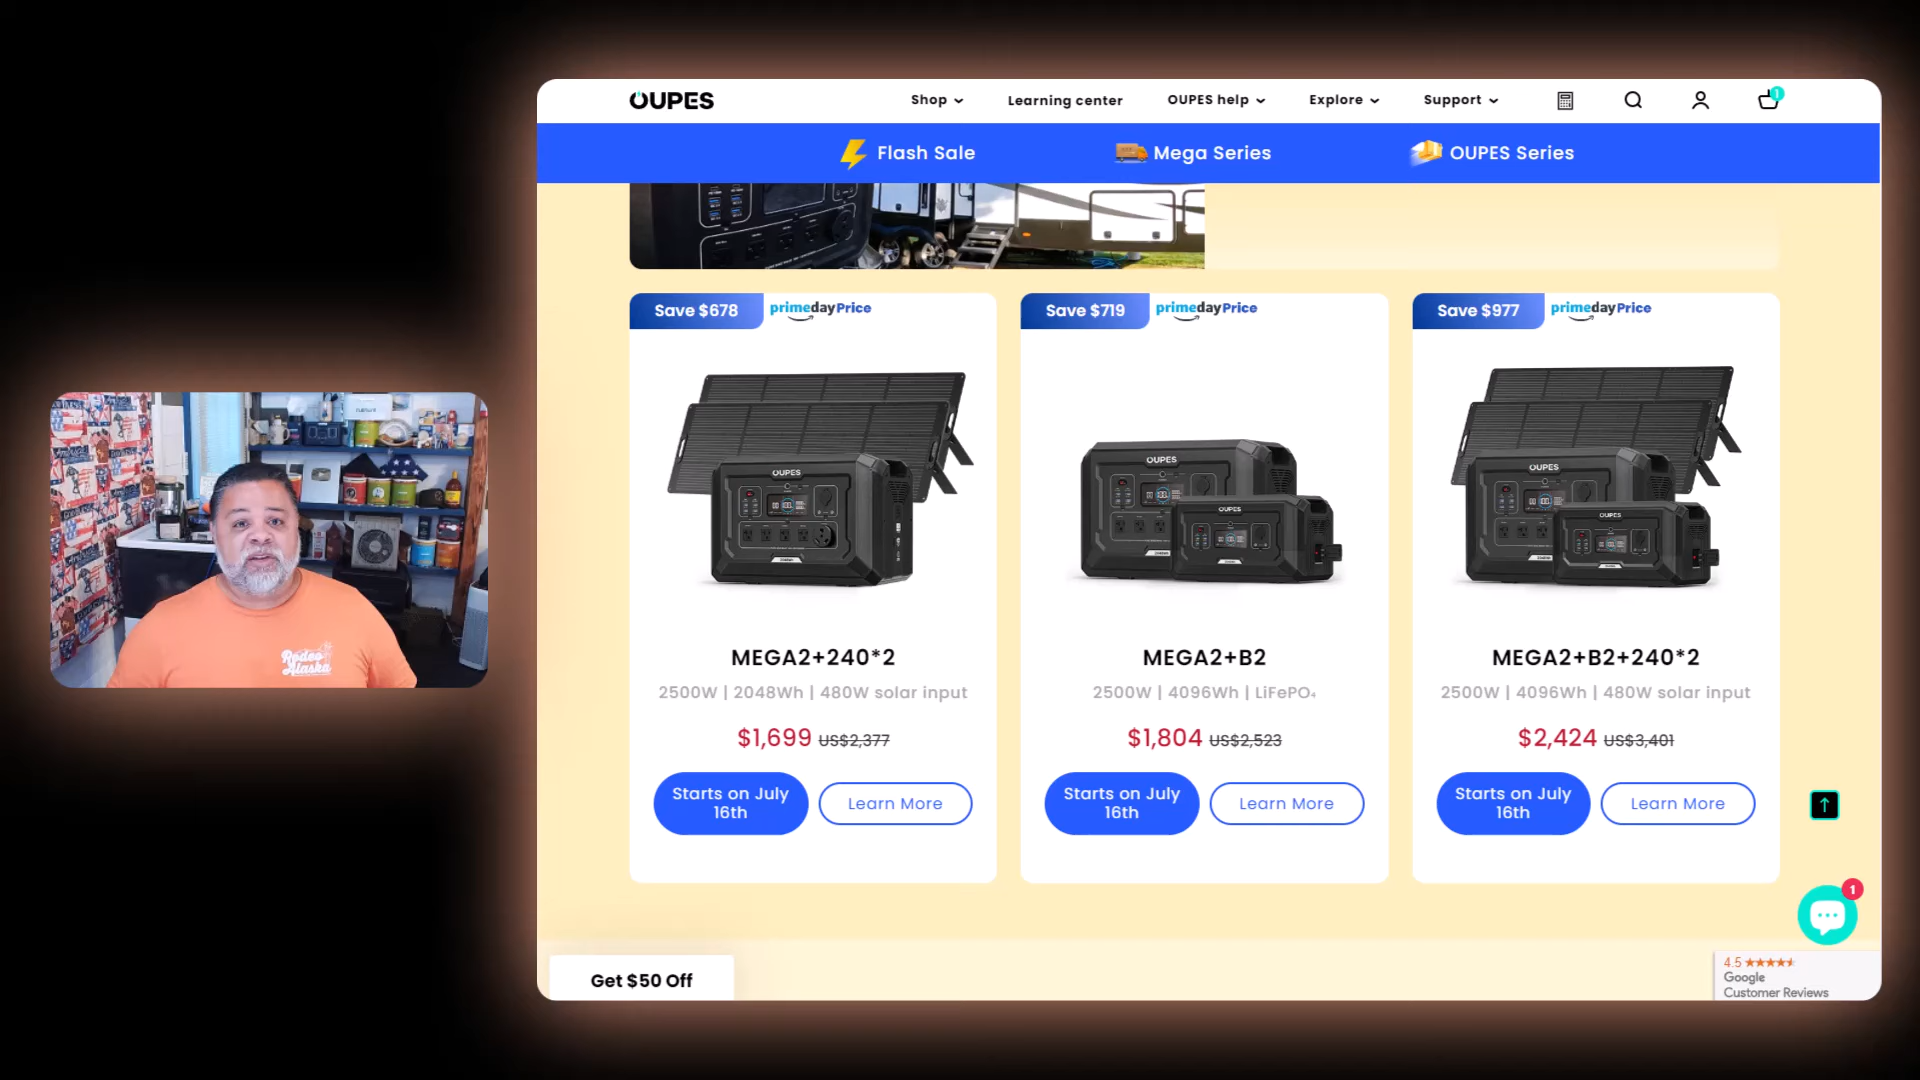 OUPES
Shop
Learning center
OUPES help
Explore
Support
1
Flash Sale
Mega Series
OUPES Series
Save $678
primedayPrice
Save $719
primedayPrice
Save $977
primedayPrice
OUPES
OUPES
OUPES
OUPES
OUPES
Rodeo
Alaska
MEGA2+240*2
2500W | 2048Wh | 480W solar input
$1,699 US$2,377
Starts on July
16th
Learn More
MEGA2+B2
2500W | 4096Wh | LiFePO₄
$1,804 US$2,523
Starts on July
16th
Learn More
MEGA2+B2+240*2
2500W | 4096Wh | 480W solar input
$2,424 US$3,401
Starts on July
16th
Learn More
1
Get $50 Off
4.5
Google
Customer Reviews